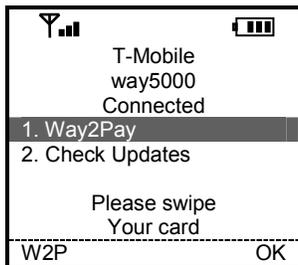 T-Mobile
way5000
Connected
1. Way2Pay
2. Check Updates
Please swipe
Your card
W2P OK